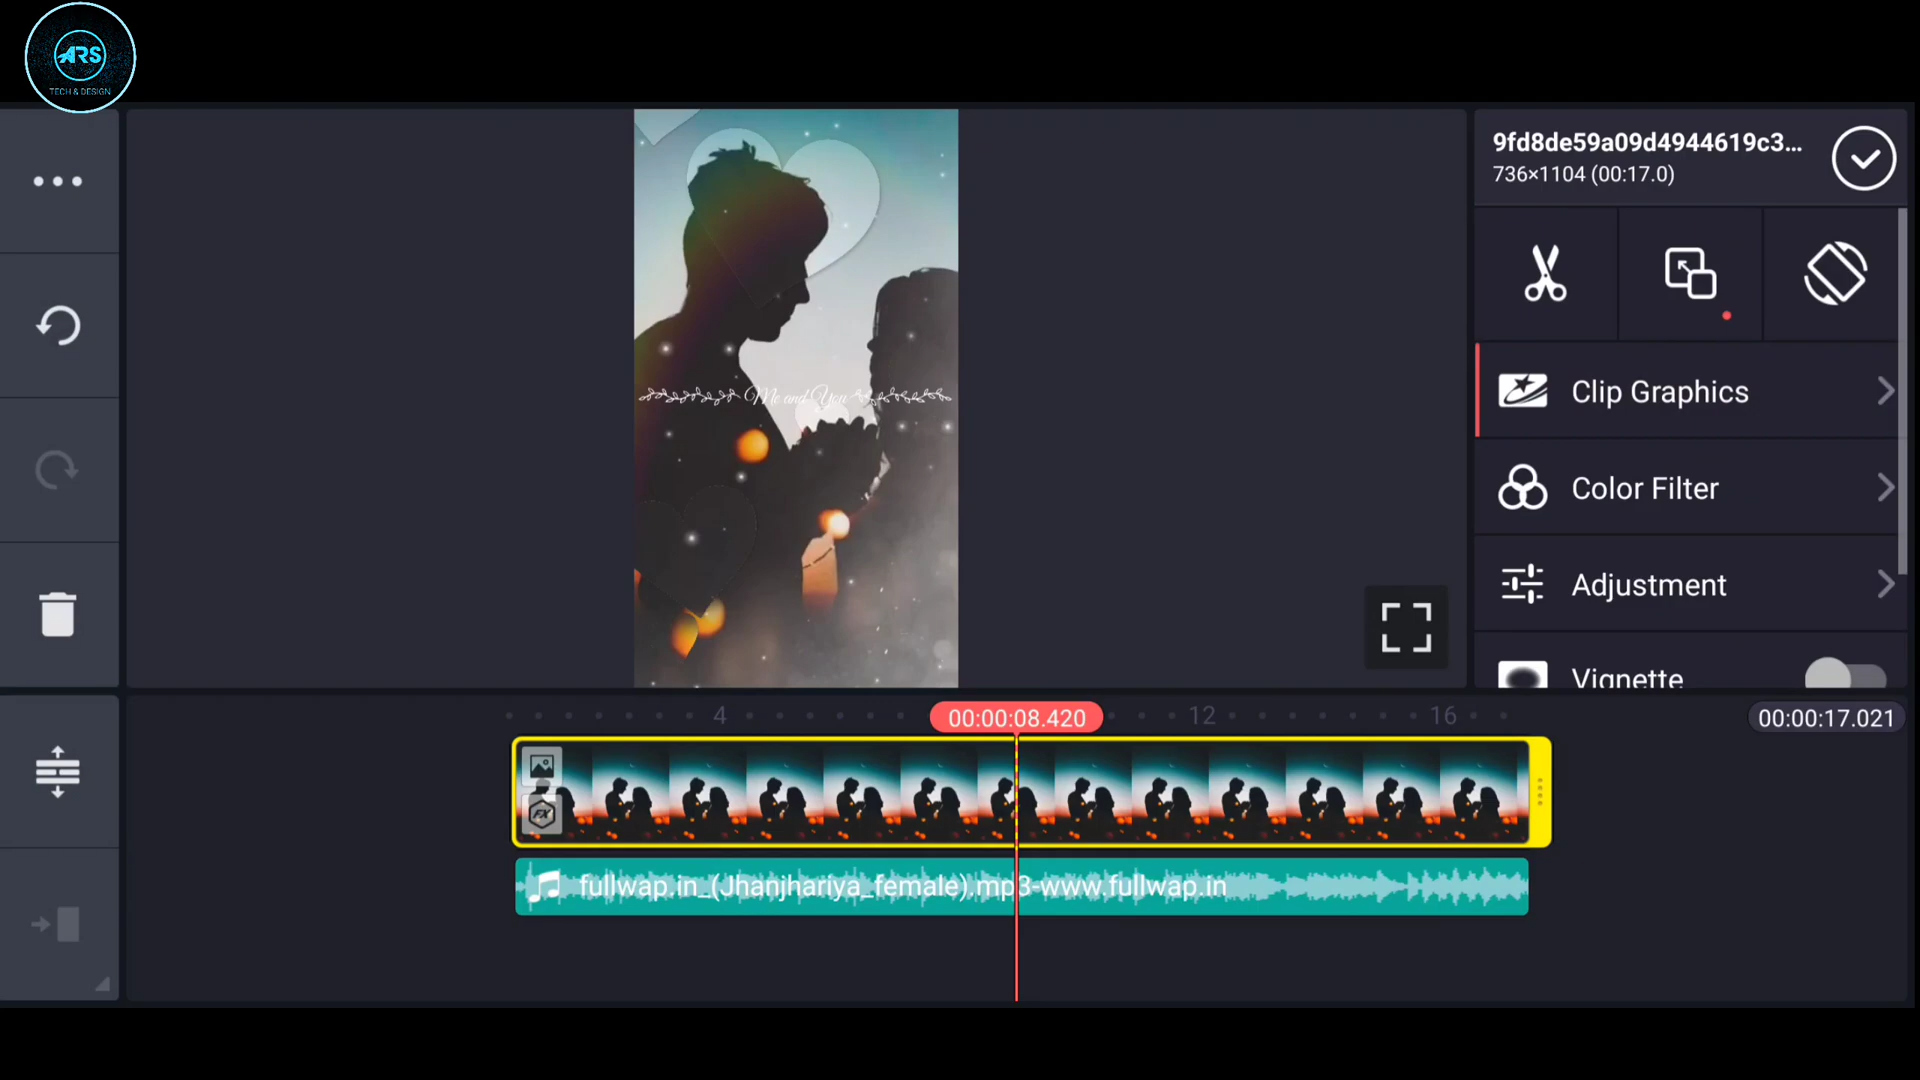 ARS
TECH & DESIGN
9fd8de59a09d4944619c3...
736×1104 (00:17.0)
Me and You
Clip Graphics
Color Filter
Adjustment
Vignette
4
00:00:08.420
12
16
00:00:17.021
FX
fullwap.in_(Jhanjhariya_female).mp3-www.fullwap.in